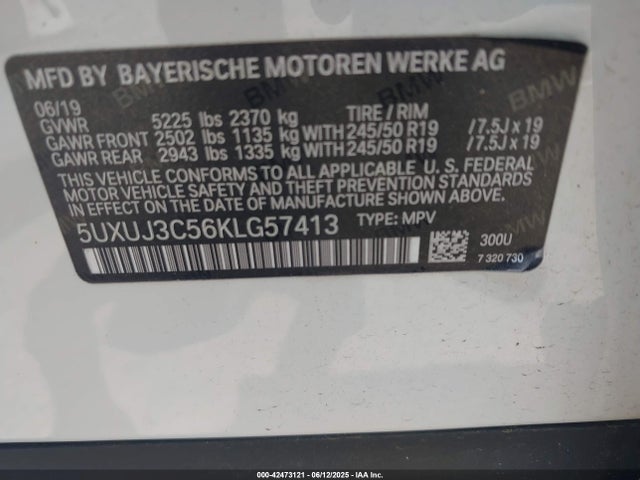 MFD BY BAYERISCHE MOTOREN WERKE AG
06/19
GVWR 5225 lbs 2370 kg TIRE / RIM
GAWR FRONT 2502 lbs 1135 kg WITH 245/50 R19 / 7.5J x 19
GAWR REAR 2943 lbs 1335 kg WITH 245/50 R19 / 7.5J x 19
THIS VEHICLE CONFORMS TO ALL APPLICABLE U.S. FEDERAL
MOTOR VEHICLE SAFETY AND THEFT PREVENTION STANDARDS
IN EFFECT ON THE DATE OF MANUFACTURE SHOWN ABOVE.
5UXUJ3C56KLG57413 TYPE: MPV
300U
7 320 730
BMW
BMW
BMW
000-42473121 - 06/12/2025 - IAA Inc.